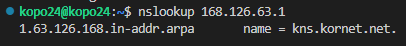 kopo24@kopo24:~$ nslookup 168.126.63.1
1.63.126.168.in-addr.arpa name = kns.kornet.net.